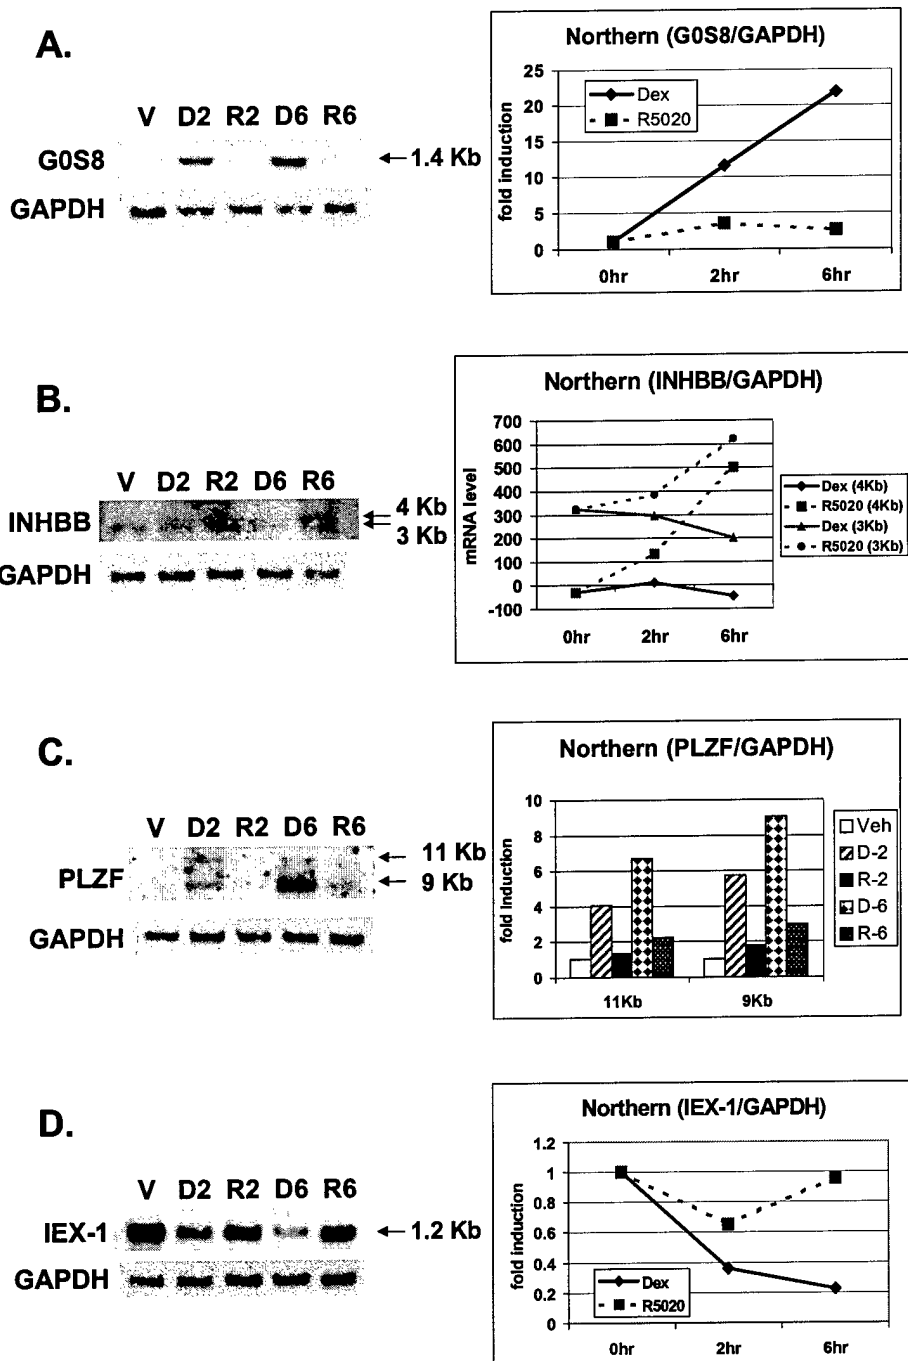 A.
V D2 R2 D6 R6
G0S8
1.4 Kb
GAPDH
Northern (G0S8/GAPDH)
fold induction
25
20
15
10
5
0
Dex
R5020
0hr 2hr 6hr
B.
V D2 R2 D6 R6
INHBB
4 Kb
3 Kb
GAPDH
Northern (INHBB/GAPDH)
mRNA level
700
600
500
400
300
200
100
0
-100
0hr 2hr 6hr
Dex (4Kb)
R5020 (4Kb)
Dex (3Kb)
R5020 (3Kb)
C.
V D2 R2 D6 R6
PLZF
11 Kb
9 Kb
GAPDH
Northern (PLZF/GAPDH)
fold induction
10
8
6
4
2
0
11Kb 9Kb
Veh
D-2
R-2
D-6
R-6
D.
V D2 R2 D6 R6
IEX-1
1.2 Kb
GAPDH
Northern (IEX-1/GAPDH)
fold induction
1.2
1
0.8
0.6
0.4
0.2
0
Dex
R5020
0hr 2hr 6hr